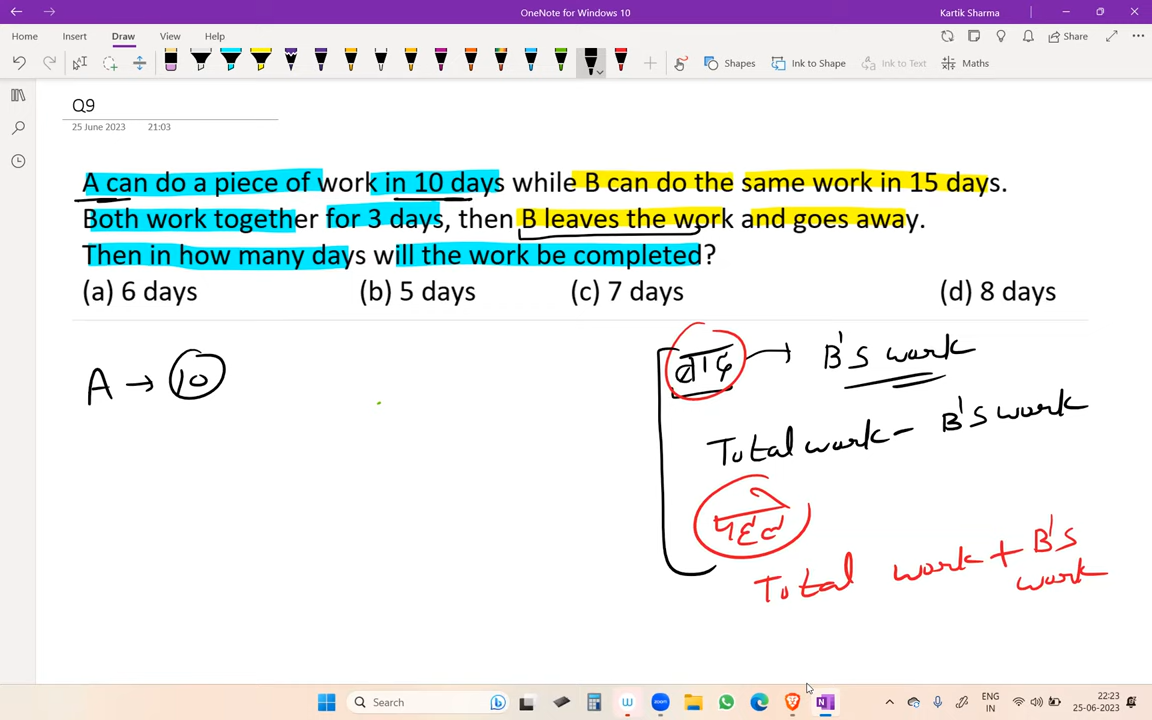 OneNote for Windows 10
Kartik Sharma
Home Insert Draw View Help
Share
Shapes Ink to Shape Ink to Text Maths
Q9
25 June 2023 21:03
A can do a piece of work in 10 days while B can do the same work in 15 days.
Both work together for 3 days, then B leaves the work and goes away.
Then in how many days will the work be completed?
(a) 6 days (b) 5 days (c) 7 days (d) 8 days
A → 10
बाद → B's work
Total work - B's work
पहले
Total work + B's work
Search
ENG
IN
22:23
25-06-2023